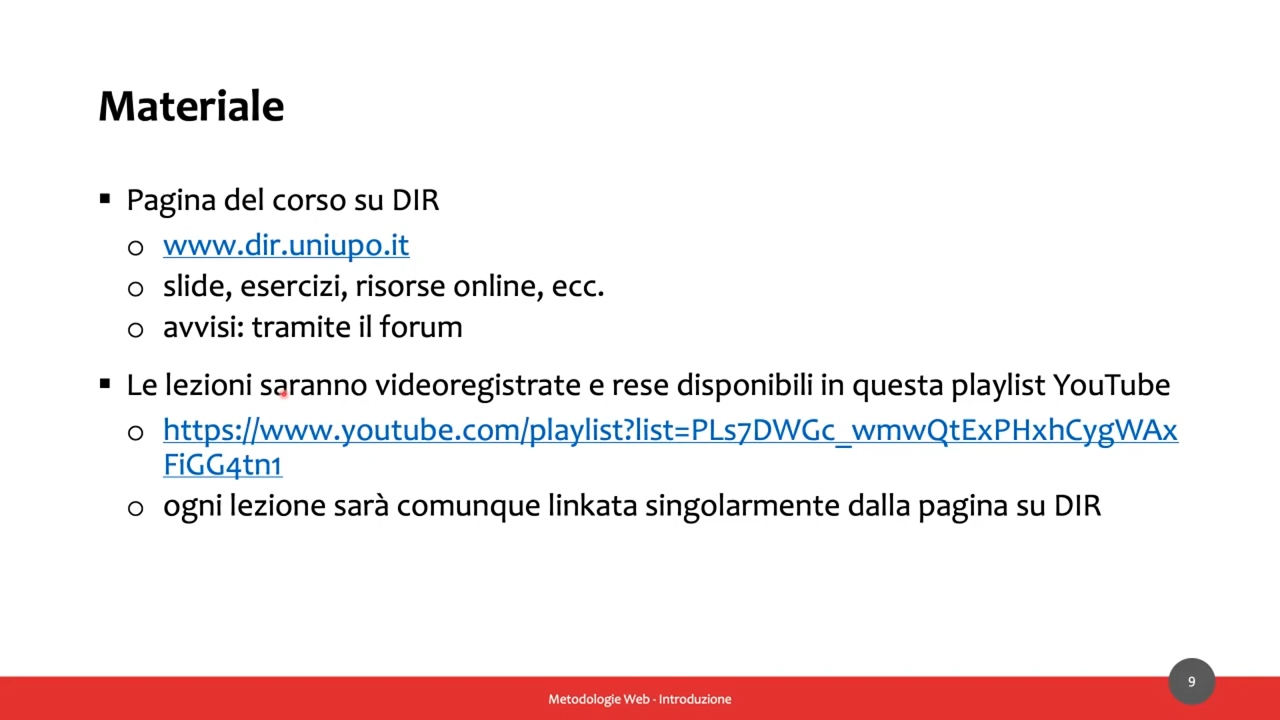 Materiale
▪ Pagina del corso su DIR
o www.dir.uniupo.it
o slide, esercizi, risorse online, ecc.
o avvisi: tramite il forum
▪ Le lezioni saranno videoregistrate e rese disponibili in questa playlist YouTube
o https://www.youtube.com/playlist?list=PLs7DWGc_wmwQtExPHxhCygWAx
FiGG4tn1
o ogni lezione sarà comunque linkata singolarmente dalla pagina su DIR
9
Metodologie Web - Introduzione